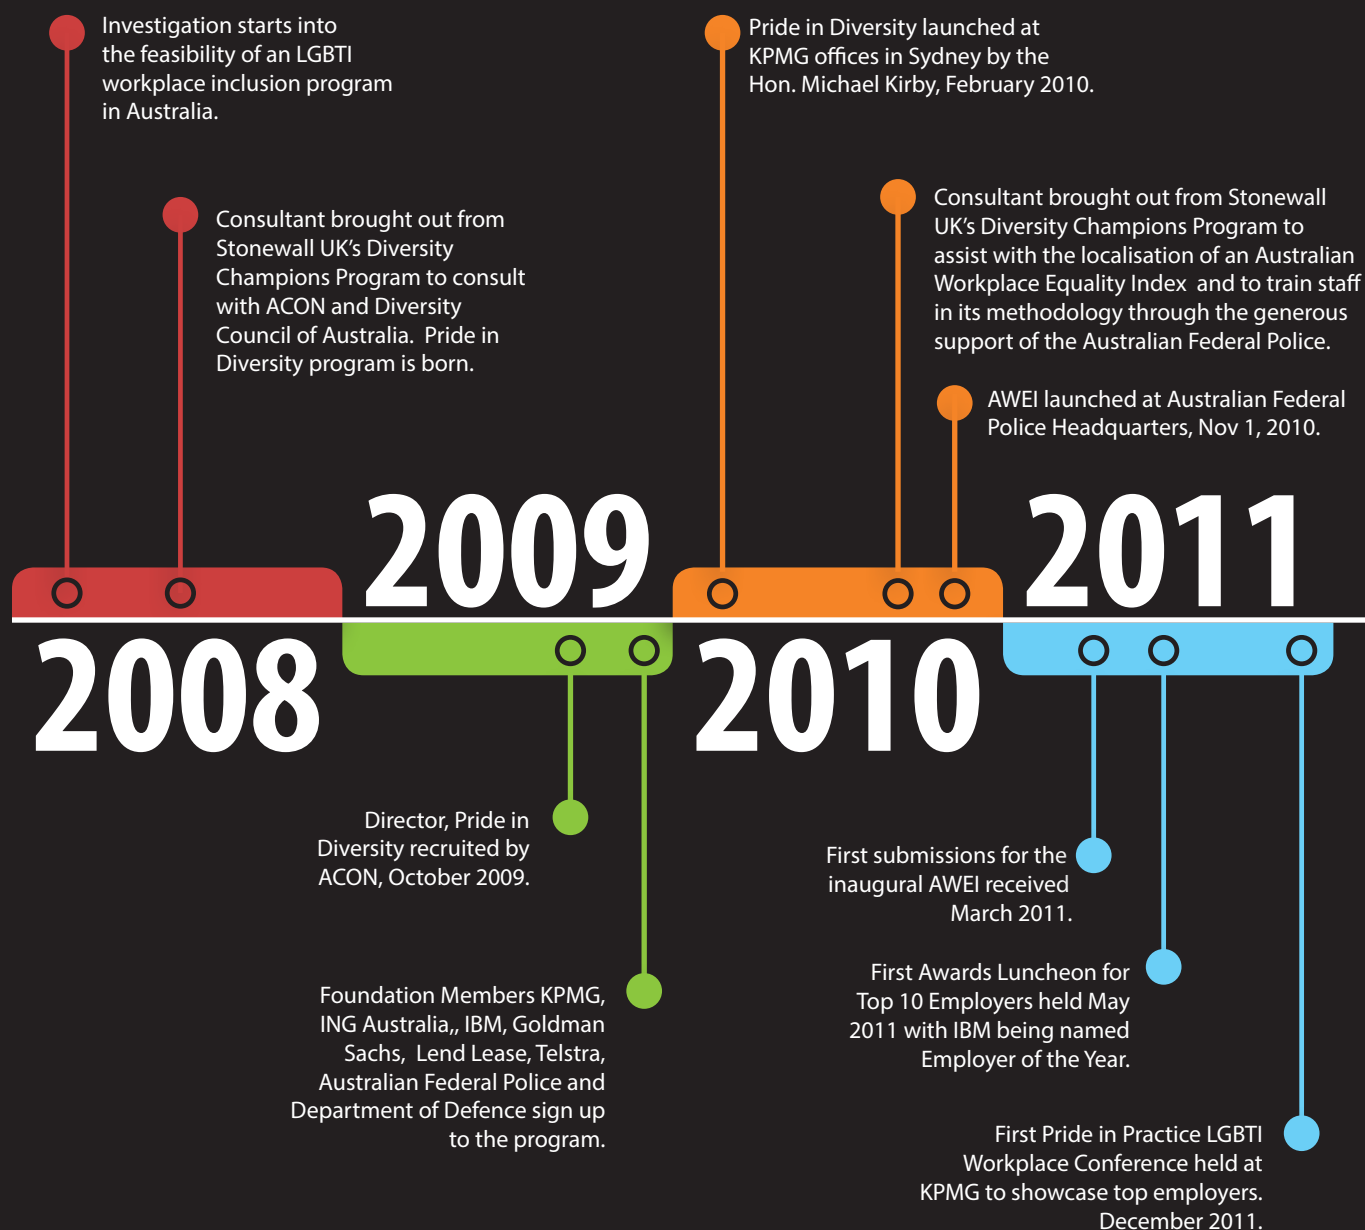 Investigation starts into
the feasibility of an LGBTI
workplace inclusion program
in Australia.
Consultant brought out from
Stonewall UK's Diversity
Champions Program to consult
with ACON and Diversity
Council of Australia.  Pride in
Diversity program is born.
Pride in Diversity launched at
KPMG offices in Sydney by the
Hon. Michael Kirby, February 2010.
Consultant brought out from Stonewall
UK's Diversity Champions Program to
assist with the localisation of an Australian
Workplace Equality Index  and to train staff
in its methodology through the generous
support of the Australian Federal Police.
AWEI launched at Australian Federal
Police Headquarters, Nov 1, 2010.
2009
2011
2008
2010
Director, Pride in
Diversity recruited by
ACON, October 2009.
Foundation Members KPMG,
ING Australia,, IBM, Goldman
Sachs,  Lend Lease, Telstra,
Australian Federal Police and
Department of Defence sign up
to the program.
First submissions for the
inaugural AWEI received
March 2011.
First Awards Luncheon for
Top 10 Employers held May
2011 with IBM being named
Employer of the Year.
First Pride in Practice LGBTI
Workplace Conference held at
KPMG to showcase top employers.
December 2011.